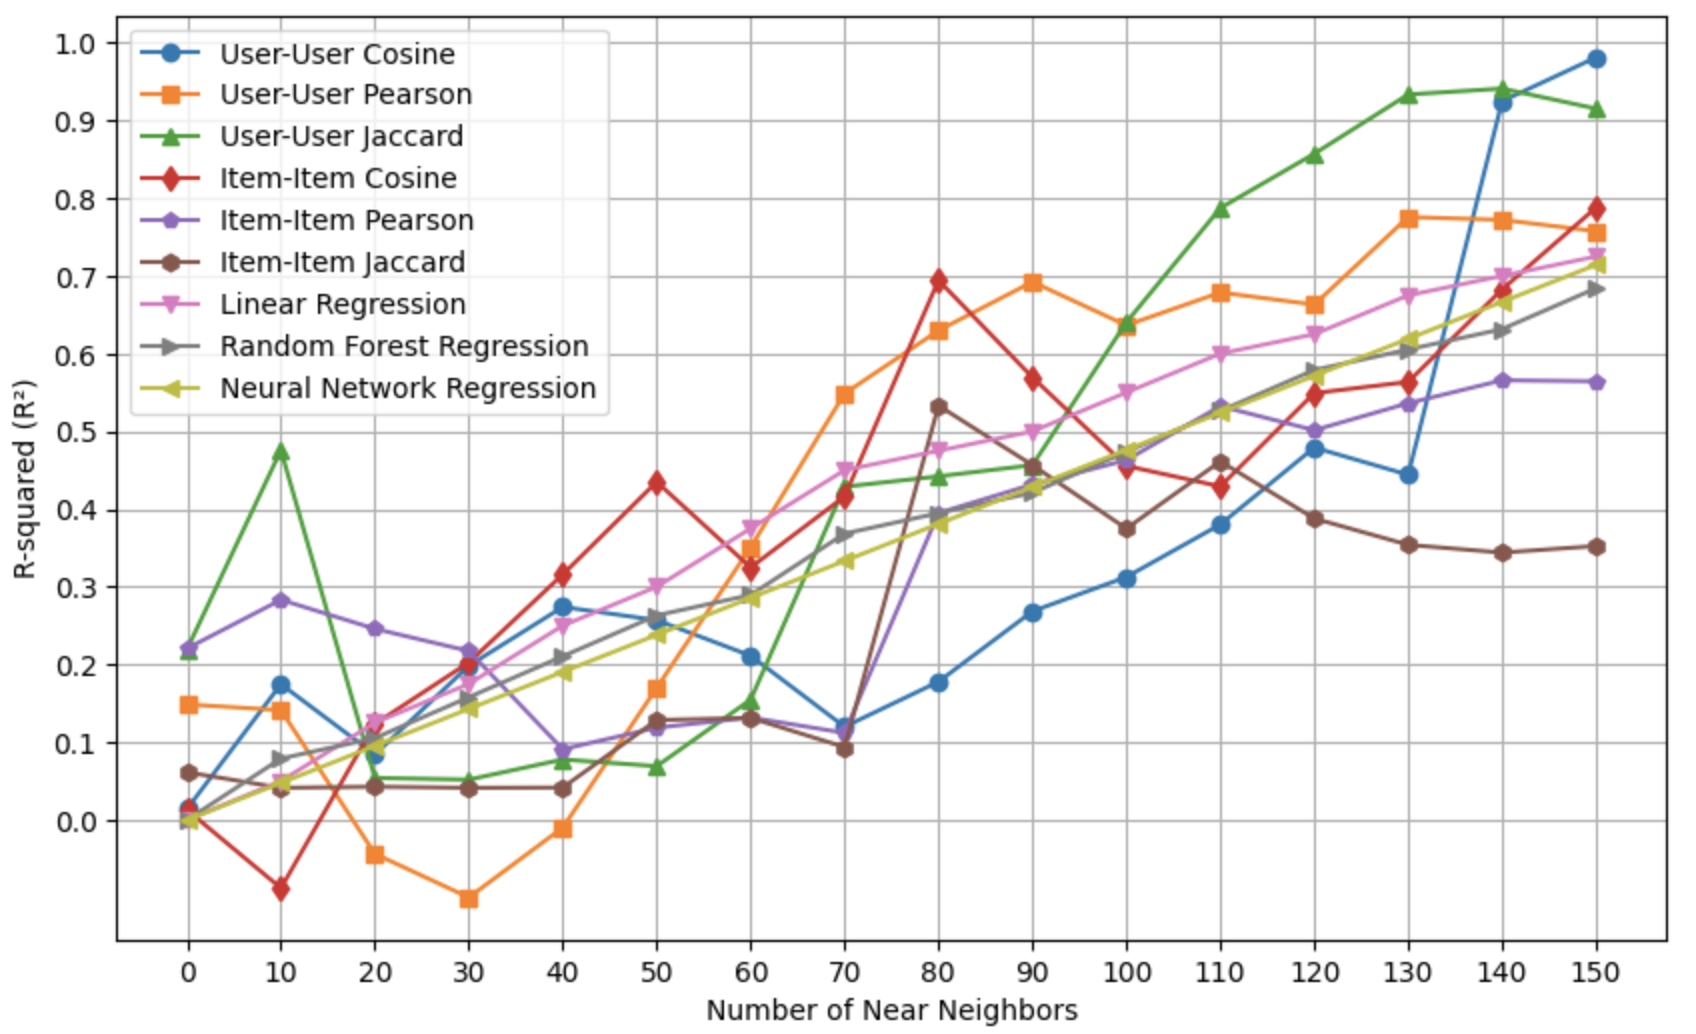 1.0
0.9
0.8
0.7
0.6
0.5
0.4
0.3
0.2
0.1
0.0
R-squared (R²)
User-User Cosine
User-User Pearson
User-User Jaccard
Item-Item Cosine
Item-Item Pearson
Item-Item Jaccard
Linear Regression
Random Forest Regression
Neural Network Regression
0 10 20 30 40 50 60 70 80 90 100 110 120 130 140 150
Number of Near Neighbors